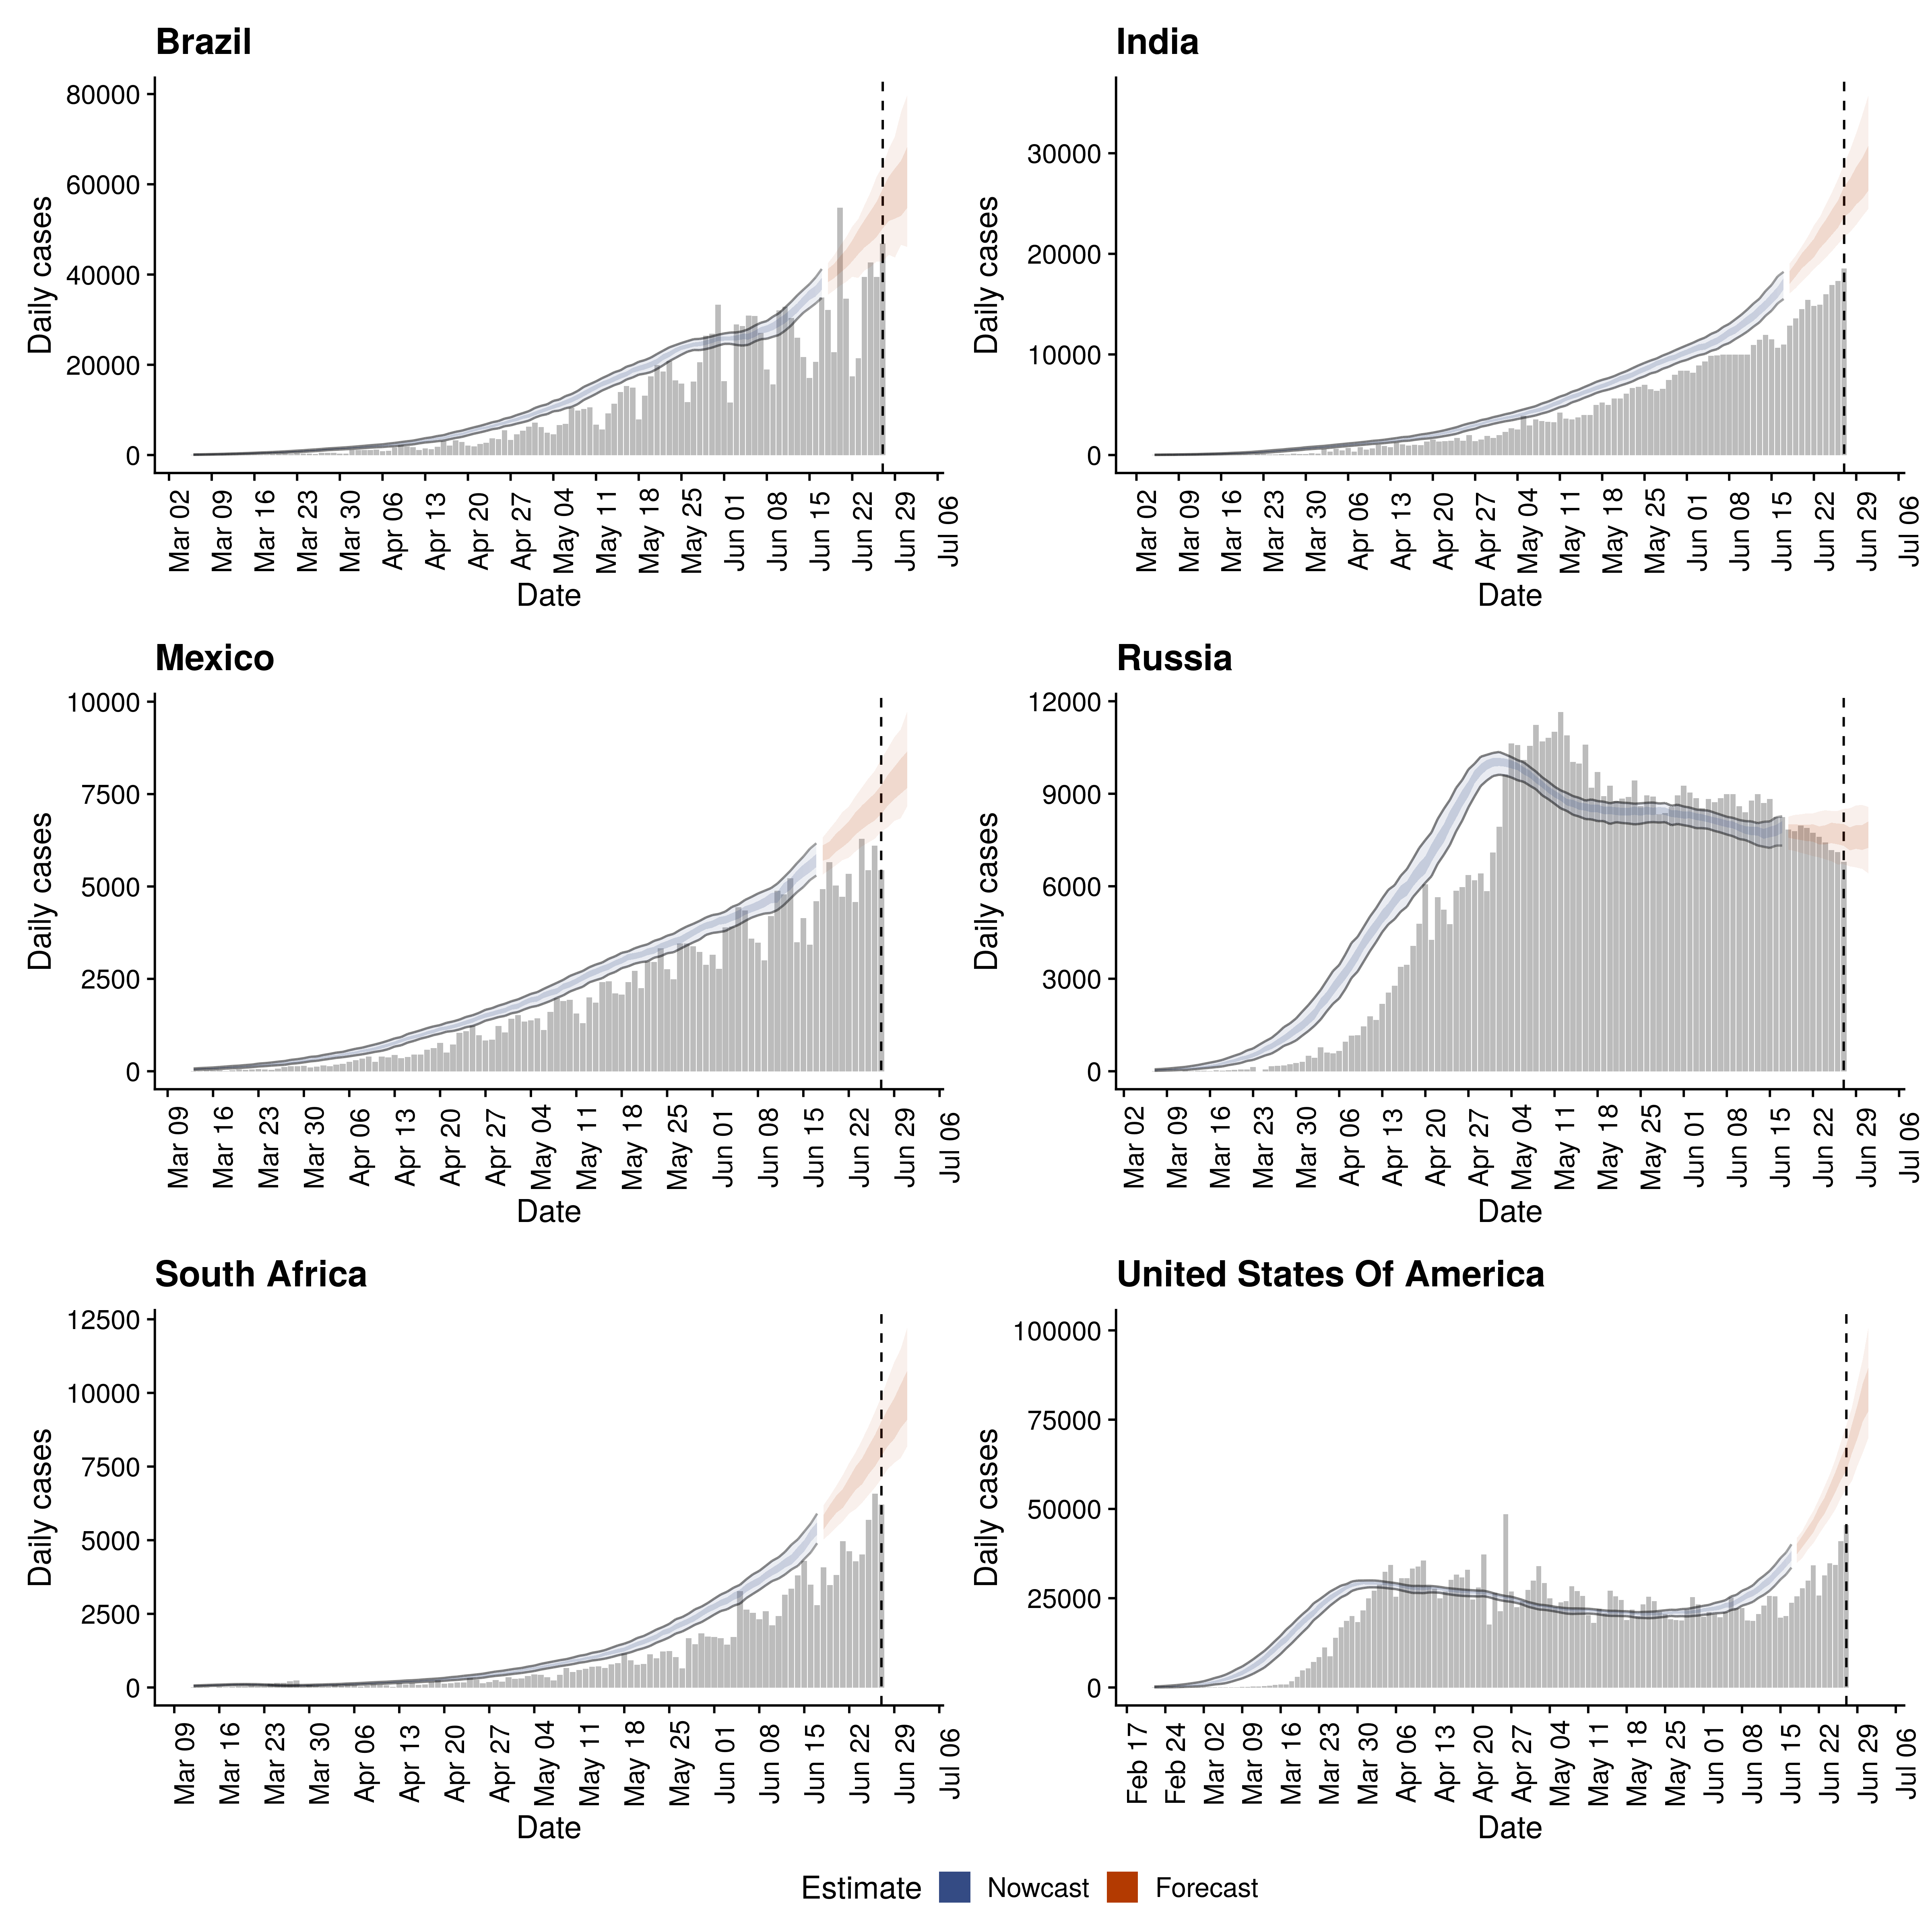 Brazil
Daily cases
80000
60000
40000
20000
0
Mar 02
Mar 09
Mar 16
Mar 23
Mar 30
Apr 06
Apr 13
Apr 20
Apr 27
May 04
May 11
May 18
May 25
Jun 01
Jun 08
Jun 15
Jun 22
Jun 29
Jul 06
Date
India
Daily cases
30000
20000
10000
0
Mar 02
Mar 09
Mar 16
Mar 23
Mar 30
Apr 06
Apr 13
Apr 20
Apr 27
May 04
May 11
May 18
May 25
Jun 01
Jun 08
Jun 15
Jun 22
Jun 29
Jul 06
Date
Mexico
Daily cases
10000
7500
5000
2500
0
Mar 09
Mar 16
Mar 23
Mar 30
Apr 06
Apr 13
Apr 20
Apr 27
May 04
May 11
May 18
May 25
Jun 01
Jun 08
Jun 15
Jun 22
Jun 29
Jul 06
Date
Russia
Daily cases
12000
9000
6000
3000
0
Mar 02
Mar 09
Mar 16
Mar 23
Mar 30
Apr 06
Apr 13
Apr 20
Apr 27
May 04
May 11
May 18
May 25
Jun 01
Jun 08
Jun 15
Jun 22
Jun 29
Jul 06
Date
South Africa
Daily cases
12500
10000
7500
5000
2500
0
Mar 09
Mar 16
Mar 23
Mar 30
Apr 06
Apr 13
Apr 20
Apr 27
May 04
May 11
May 18
May 25
Jun 01
Jun 08
Jun 15
Jun 22
Jun 29
Jul 06
Date
United States Of America
Daily cases
100000
75000
50000
25000
0
Feb 17
Feb 24
Mar 02
Mar 09
Mar 16
Mar 23
Mar 30
Apr 06
Apr 13
Apr 20
Apr 27
May 04
May 11
May 18
May 25
Jun 01
Jun 08
Jun 15
Jun 22
Jun 29
Jul 06
Date
Estimate Nowcast Forecast